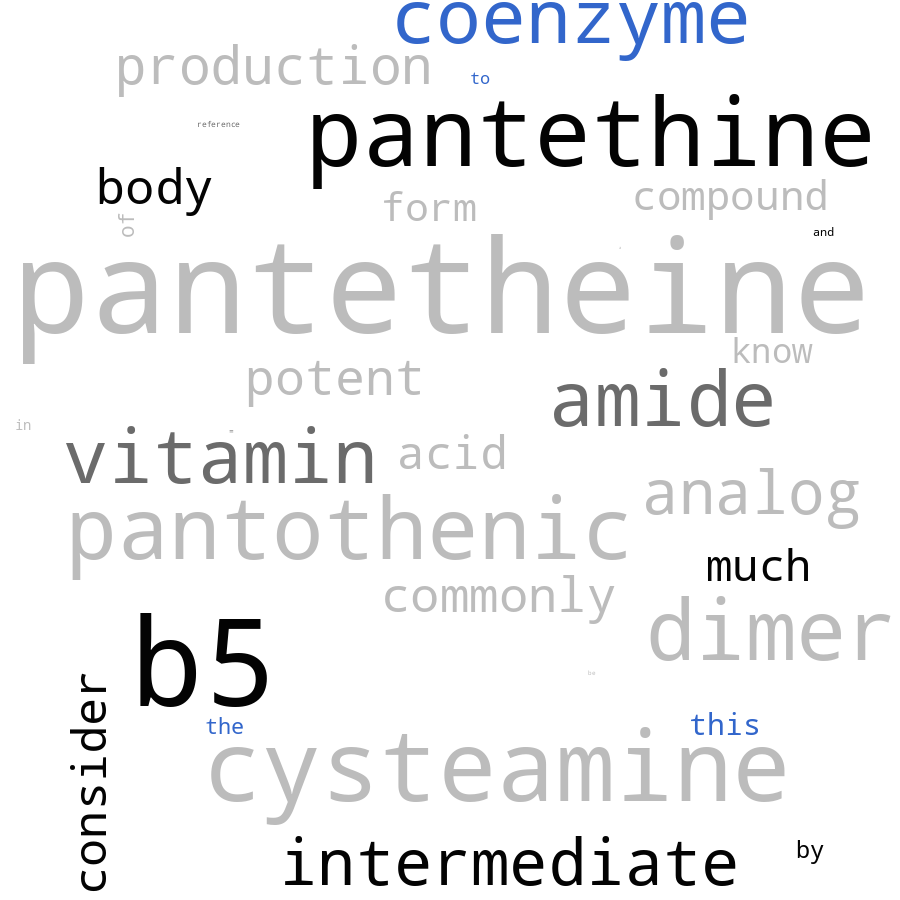 coenzyme
production
to
pantethine
reference
body
form
compound
of
and
pantetheine
know
potent
amide
in
vitamin
acid
analog
pantothenic
much
commonly
dimer
b5
consider
the
this
cysteamine
intermediate
by